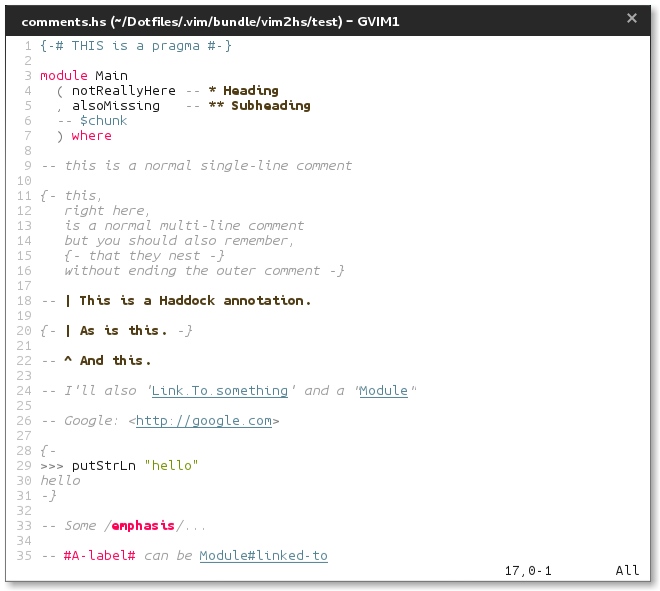 comments.hs (~/Dotfiles/.vim/bundle/vim2hs/test) – GVIM1 ✕
1 {-# THIS is a pragma #-}
2
3 module Main
4   ( notReallyHere -- * Heading
5   , alsoMissing   -- ** Subheading
6   -- $chunk
7   ) where
8
9 -- this is a normal single-line comment
10
11 {- this,
12    right here,
13    is a normal multi-line comment
14    but you should also remember,
15    {- that they nest -}
16    without ending the outer comment -}
17
18 -- | This is a Haddock annotation.
19
20 {- | As is this. -}
21
22 -- ^ And this.
23
24 -- I'll also 'Link.To.something' and a "Module"
25
26 -- Google: <http://google.com>
27
28 {-
29 >>> putStrLn "hello"
30 hello
31 -}
32
33 -- Some /emphasis/...
34
35 -- #A-label# can be Module#linked-to
17,0-1 All